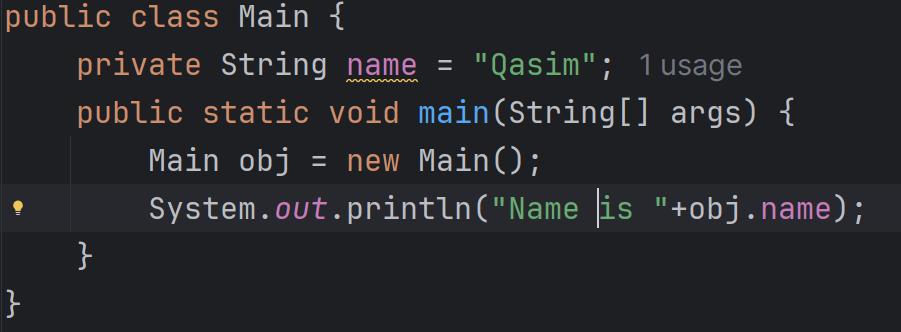 public class Main {
    private String name = "Qasim";  1 usage
    public static void main(String[] args) {
        Main obj = new Main();
        System.out.println("Name is "+obj.name);
    }
}